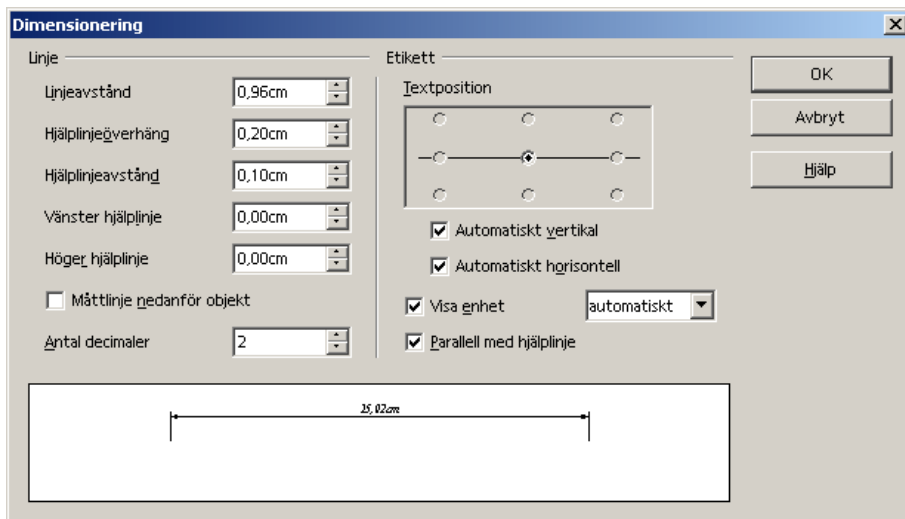 Dimensionering
Linje
Linjeavstånd
0,96cm
Hjälplinjeöverhäng
0,20cm
Hjälplinjeavstånd
0,10cm
Vänster hjälplinje
0,00cm
Höger hjälplinje
0,00cm
Måttlinje nedanför objekt
Antal decimaler
2
Etikett
Textposition
Automatiskt vertikal
Automatiskt horisontell
Visa enhet
automatiskt
Parallell med hjälplinje
OK
Avbryt
Hjälp
25,02cm